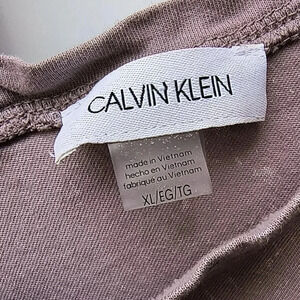 CALVIN KLEIN
made in Vietnam
hecho en Vietnam
fabriqué au Vietnam
XL/EG/TG